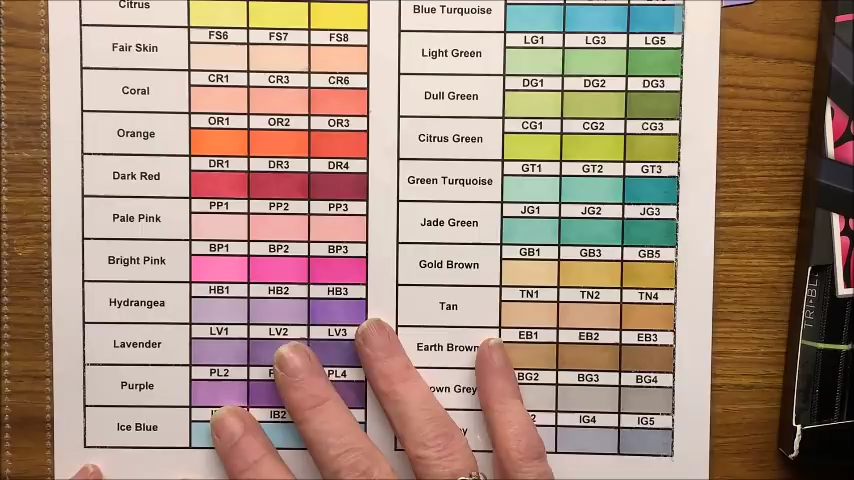 Citrus
FS6 FS7 FS8
Fair Skin
CR1 CR3 CR6
Coral
OR1 OR2 OR3
Orange
DR1 DR3 DR4
Dark Red
PP1 PP2 PP3
Pale Pink
BP1 BP2 BP3
Bright Pink
HB1 HB2 HB3
Hydrangea
LV1 LV2 LV3
Lavender
PL2 PL4
Purple
IB2
Ice Blue
Blue Turquoise
LG1 LG3 LG5
Light Green
DG1 DG2 DG3
Dull Green
CG1 CG2 CG3
Citrus Green
GT1 GT2 GT3
Green Turquoise
JG1 JG2 JG3
Jade Green
GB1 GB3 GB5
Gold Brown
TN1 TN2 TN4
Tan
EB1 EB2 EB3
Earth Brown
BG2 BG3 BG4
Grey
IG4 IG5
TRI-BL